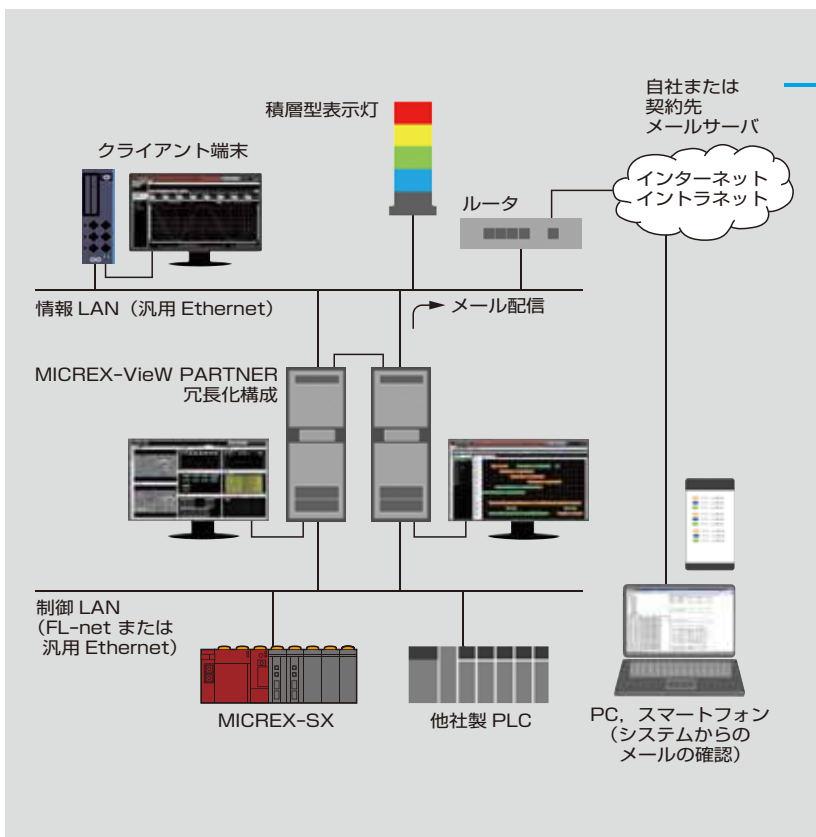 自社または
契約先
メールサーバ
積層型表示灯
クライアント端末
インターネット
イントラネット
ルータ
情報 LAN（汎用 Ethernet）
メール配信
MICREX-VieW PARTNER
冗長化構成
制御 LAN
（FL-net または
汎用 Ethernet）
MICREX-SX
他社製 PLC
PC，スマートフォン
（システムからの
メールの確認）